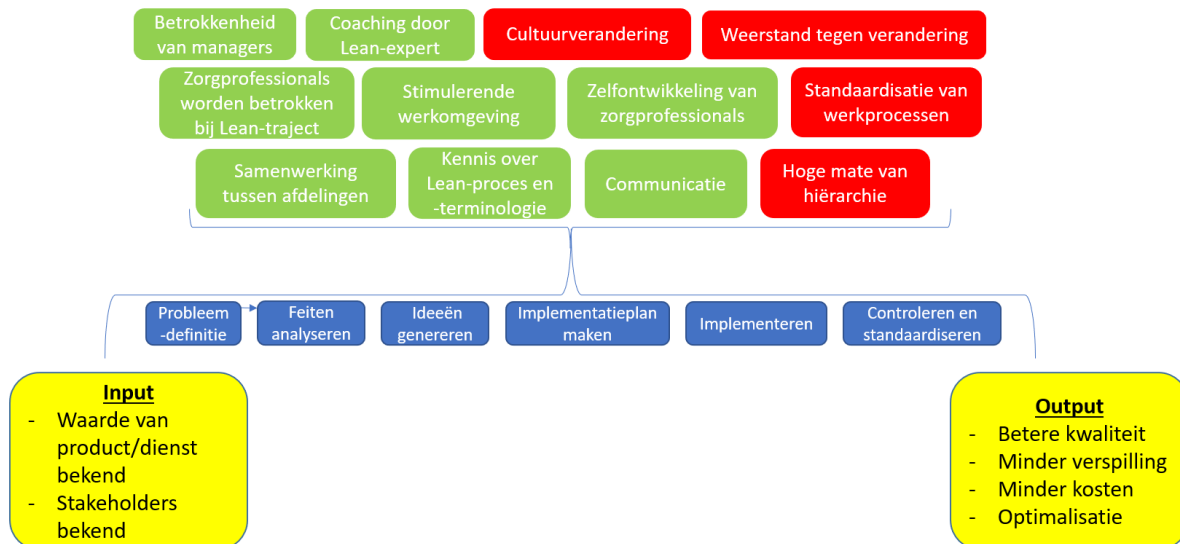 Betrokkenheid
van managers
Coaching door
Lean-expert
Cultuurverandering
Weerstand tegen verandering
Zorgprofessionals
worden betrokken
bij Lean-traject
Stimulerende
werkomgeving
Zelfontwikkeling van
zorgprofessionals
Standaardisatie van
werkprocessen
Samenwerking
tussen afdelingen
Kennis over
Lean-proces en
-terminologie
Communicatie
Hoge mate van
hiërarchie
Probleem
-definitie
Feiten
analyseren
Ideeën
genereren
Implementatieplan
maken
Implementeren
Controleren en
standaardiseren
Input
- Waarde van
product/dienst
bekend
- Stakeholders
bekend
Output
- Betere kwaliteit
- Minder verspilling
- Minder kosten
- Optimalisatie